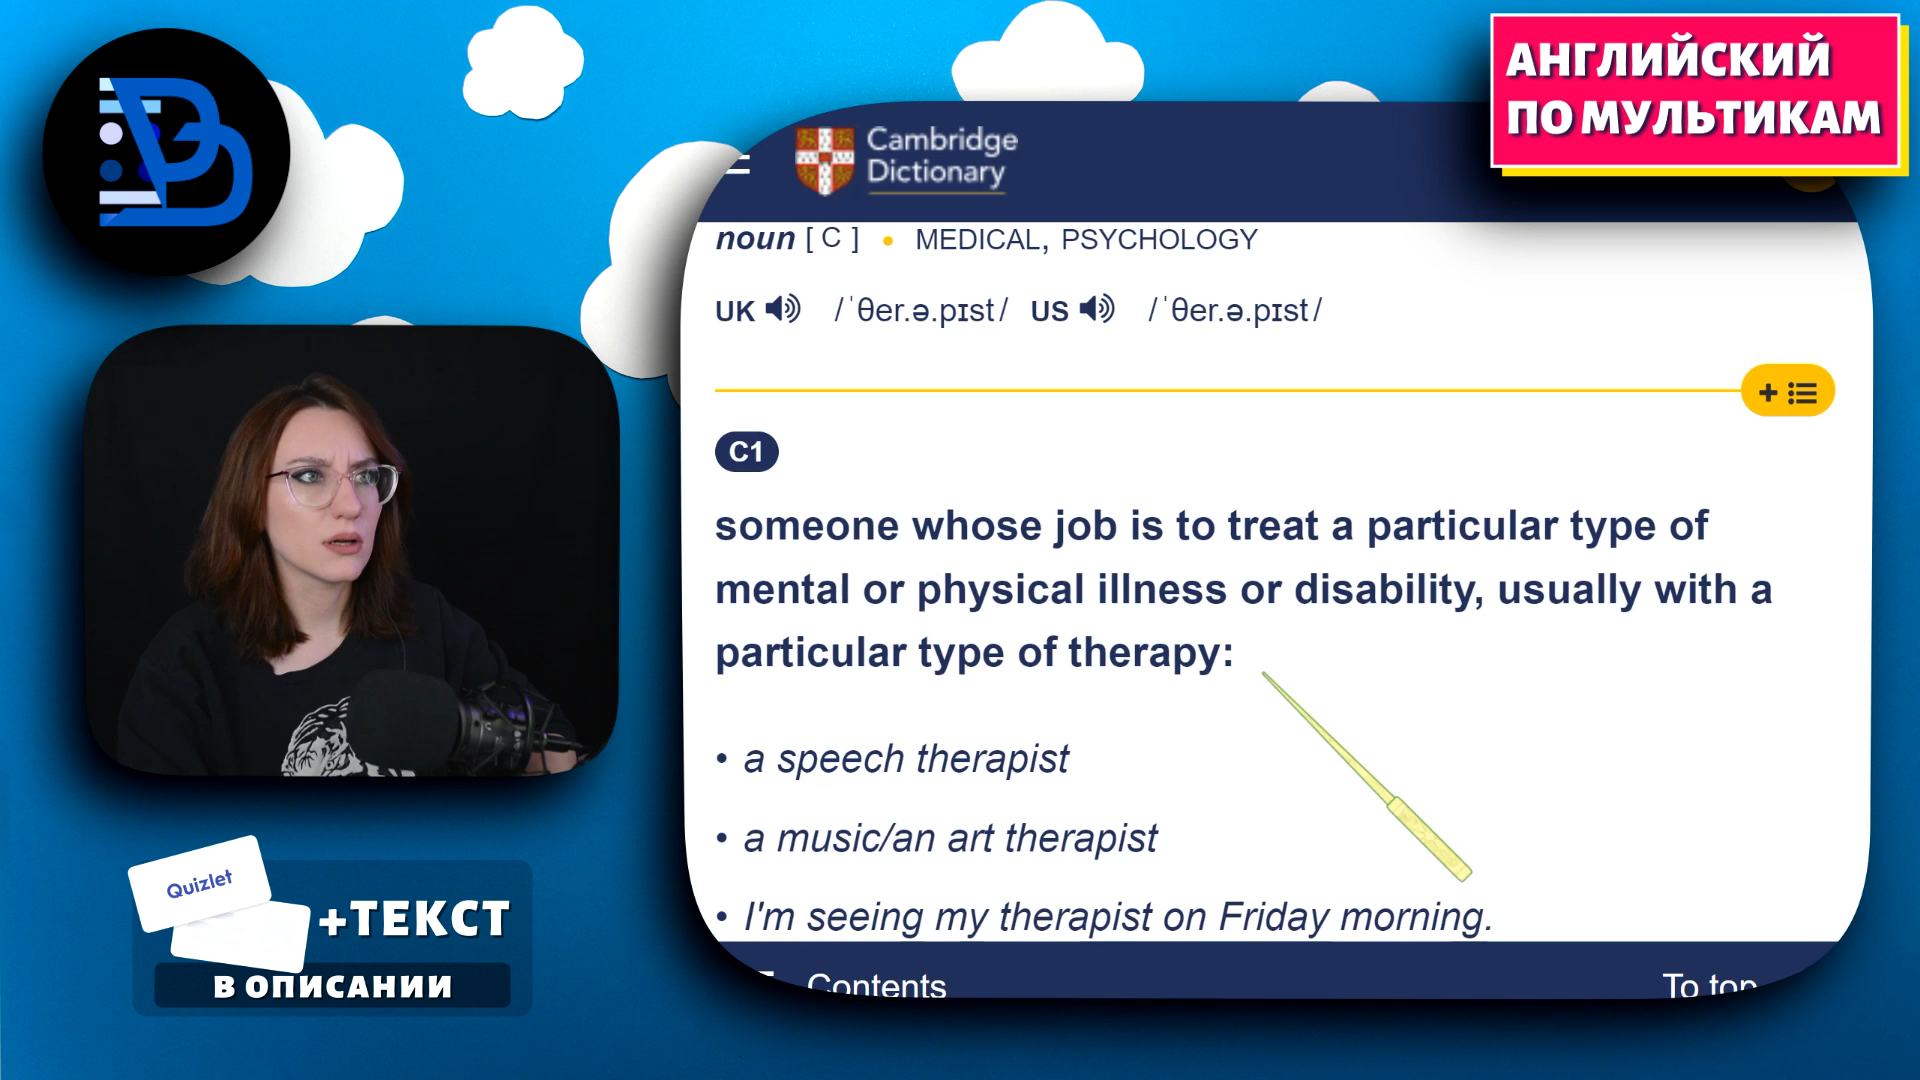 АНГЛИЙСКИЙ
ПО МУЛЬТИКАМ
Cambridge
Dictionary
noun [ C ] • MEDICAL, PSYCHOLOGY
UK /ˈθer.ə.pɪst/ US /ˈθer.ə.pɪst/
C1
someone whose job is to treat a particular type of
mental or physical illness or disability, usually with a
particular type of therapy:
• a speech therapist
• a music/an art therapist
• I'm seeing my therapist on Friday morning.
Contents
To top
Quizlet
+ТЕКСТ
В ОПИСАНИИ